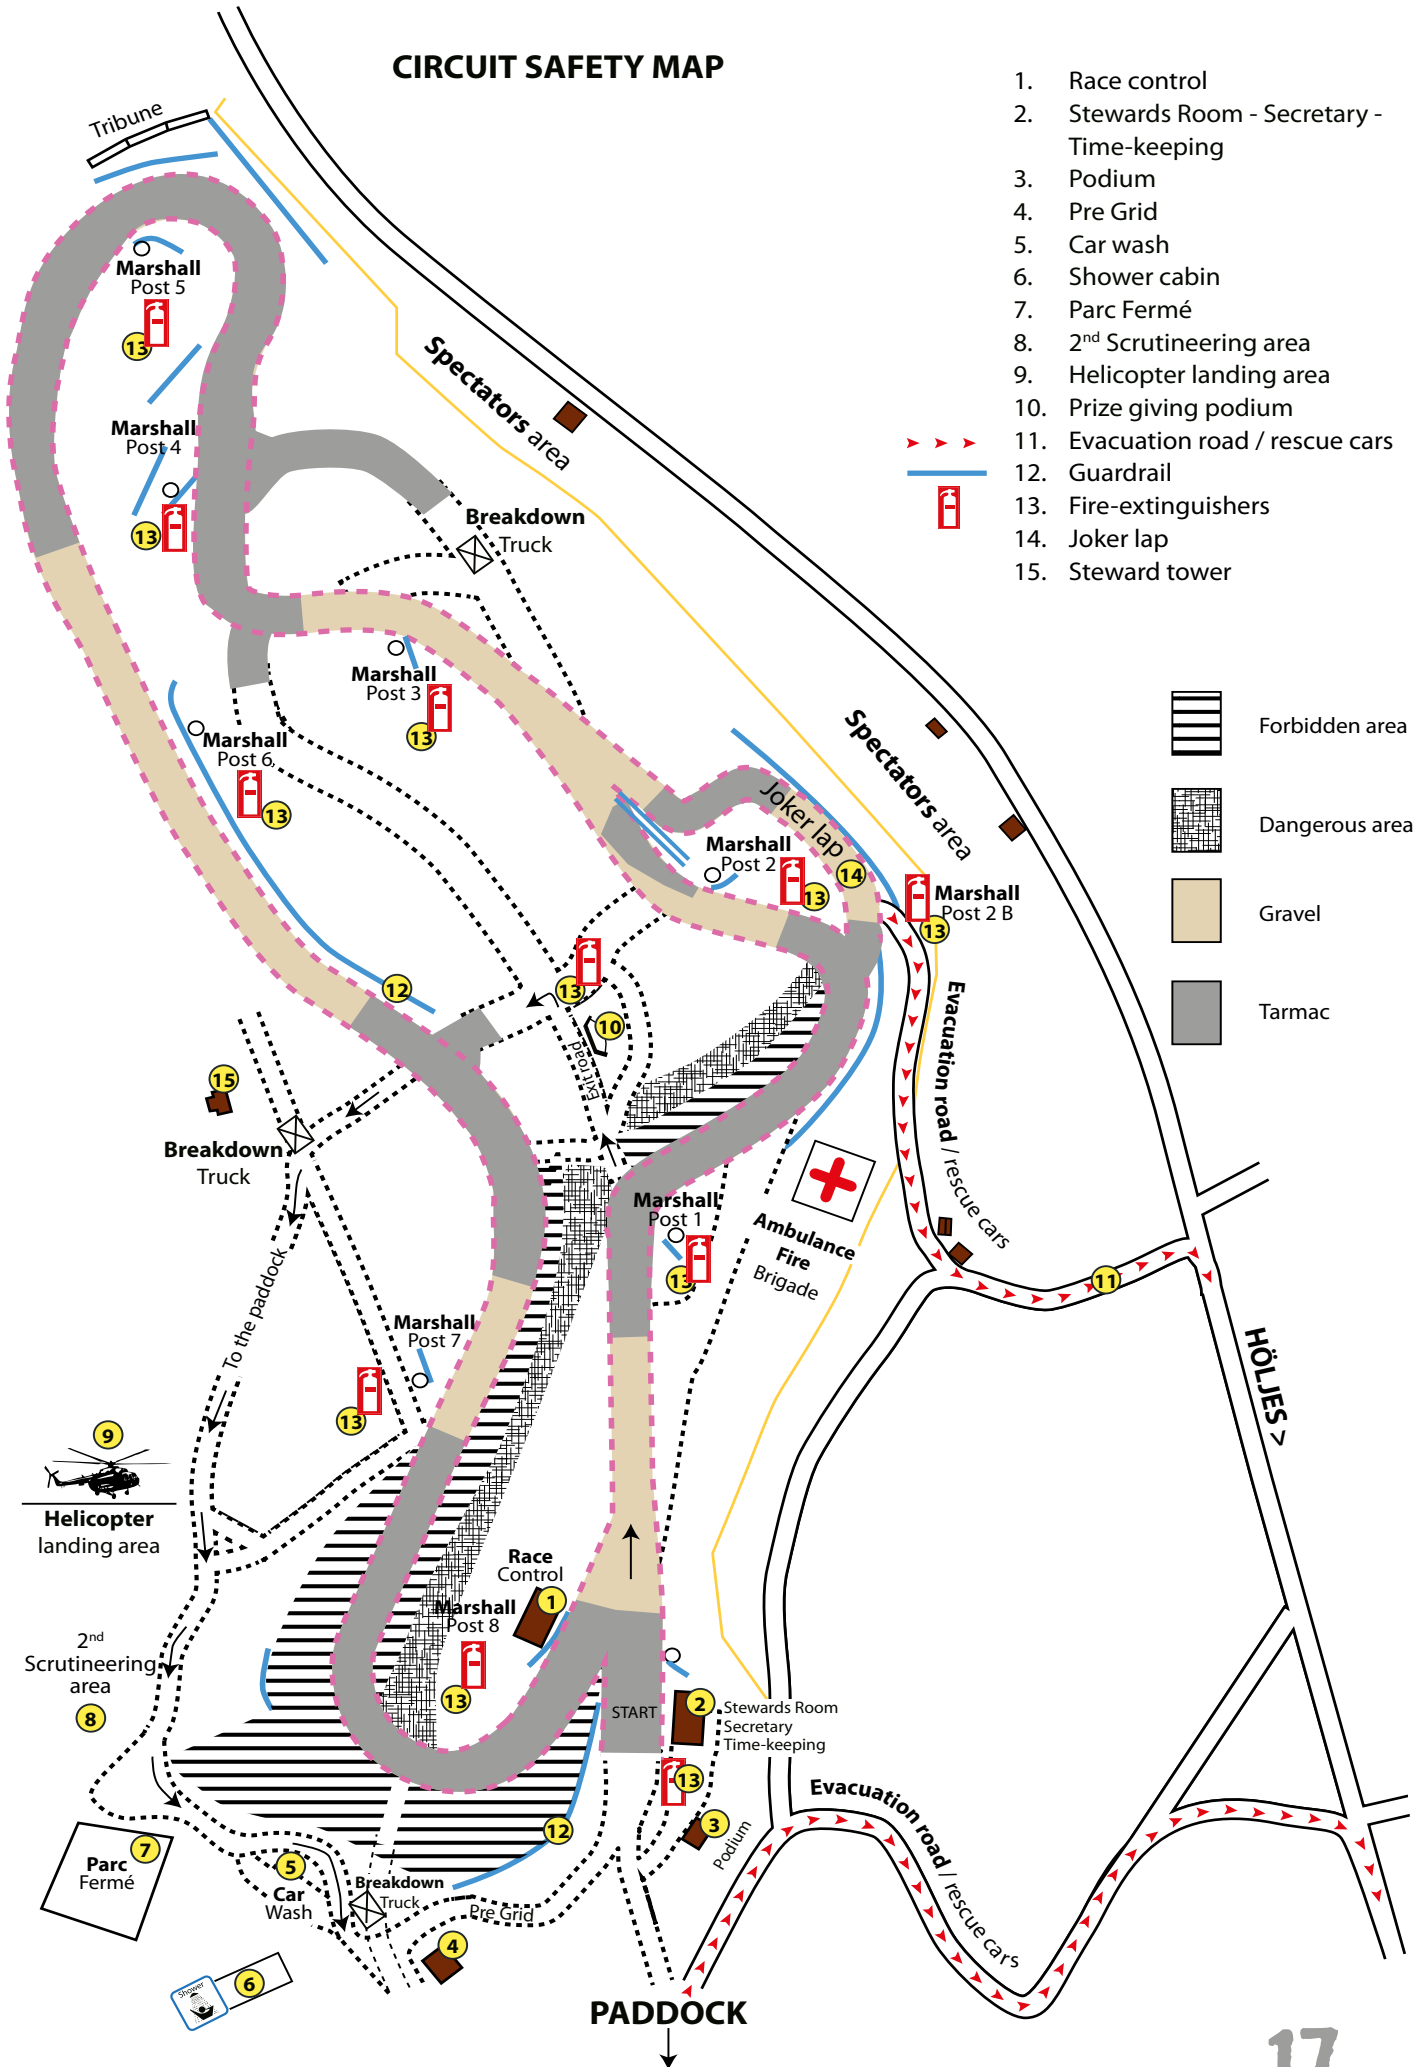 CIRCUIT SAFETY MAP
1. Race control
2. Stewards Room - Secretary -
Time-keeping
3. Podium
4. Pre Grid
5. Car wash
6. Shower cabin
7. Parc Fermé
8. 2nd Scrutineering area
9. Helicopter landing area
10. Prize giving podium
11. Evacuation road / rescue cars
12. Guardrail
13. Fire-extinguishers
14. Joker lap
15. Steward tower
Forbidden area
Dangerous area
Gravel
Tarmac
Tribune
Marshall
Post 5
13
Spectators area
Marshall
Post 4
13
Breakdown
Truck
Marshall
Post 3
13
Marshall
Post 6
13
Spectators area
Joker lap
14
Marshall
Post 2
13
Marshall
Post 2 B
13
12
13
10
Exit road
15
Breakdown
Truck
Evacuation road / rescue cars
Marshall
Post 1
13
Ambulance
Fire
Brigade
11
To the paddock
Marshall
Post 7
13
HÖLJES >
9
Helicopter
landing area
Race
Control
1
Marshall
Post 8
13
2nd
Scrutineering
area
8
START
2
Stewards Room
Secretary
Time-keeping
13
3
Podium
12
Evacuation road / rescue cars
7
Parc
Fermé
5
Car
Wash
Breakdown
Truck
Pre Grid
4
6
Shower
PADDOCK
17